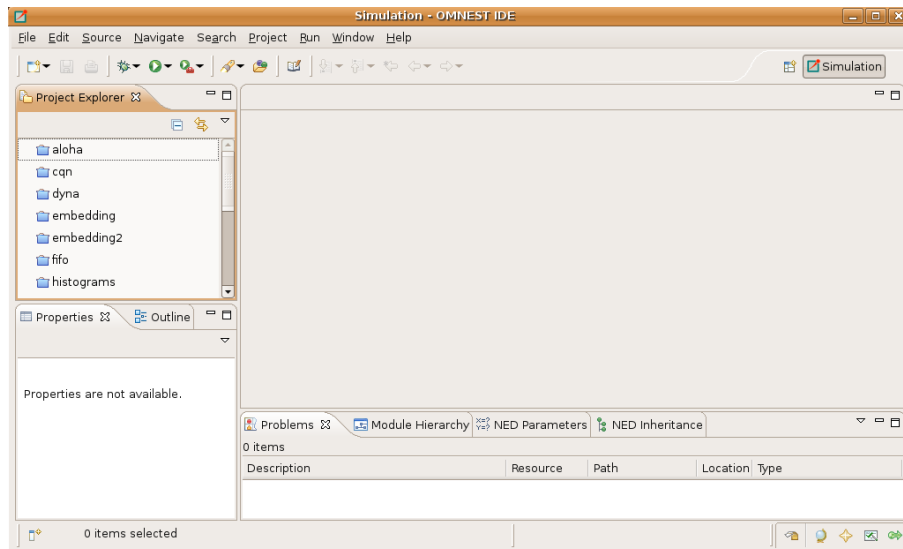 Simulation - OMNEST IDE
File Edit Source Navigate Search Project Run Window Help
Simulation
Project Explorer
aloha
cqn
dyna
embedding
embedding2
fifo
histograms
Properties Outline
Properties are not available.
Problems Module Hierarchy NED Parameters NED Inheritance
0 items
Description Resource Path Location Type
0 items selected